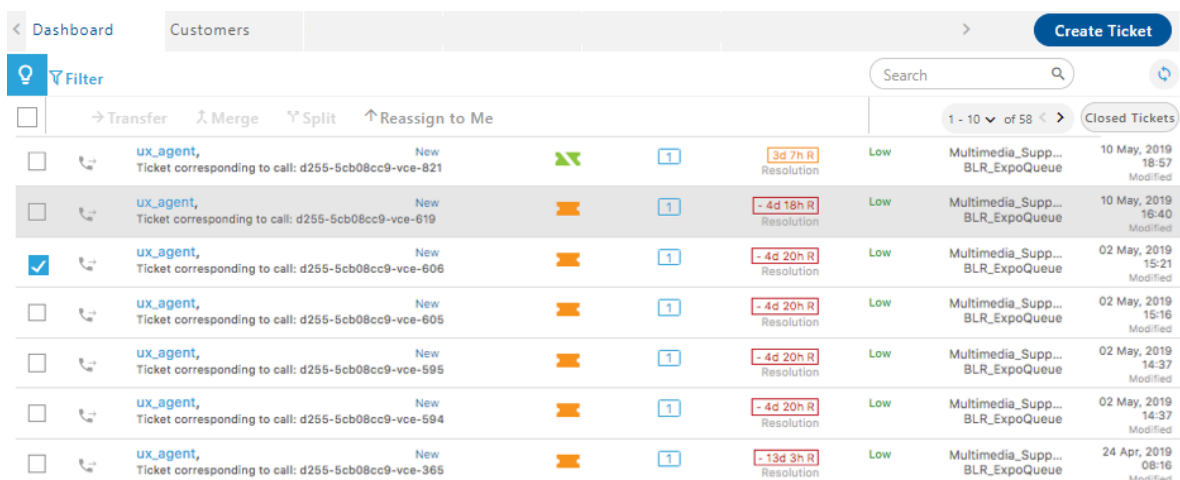 Dashboard Customers Create Ticket
Filter Search
Transfer Merge Split Reassign to Me 1 - 10 of 58 Closed Tickets
ux_agent, New 1 3d 7h R Low Multimedia_Supp... 10 May, 2019
Ticket corresponding to call: d255-5cb08cc9-vce-821 Resolution BLR_ExpoQueue 18:57
Modified
ux_agent, New 1 - 4d 18h R Low Multimedia_Supp... 10 May, 2019
Ticket corresponding to call: d255-5cb08cc9-vce-619 Resolution BLR_ExpoQueue 16:40
Modified
ux_agent, New 1 - 4d 20h R Low Multimedia_Supp... 02 May, 2019
Ticket corresponding to call: d255-5cb08cc9-vce-606 Resolution BLR_ExpoQueue 15:21
Modified
ux_agent, New 1 - 4d 20h R Low Multimedia_Supp... 02 May, 2019
Ticket corresponding to call: d255-5cb08cc9-vce-605 Resolution BLR_ExpoQueue 15:16
Modified
ux_agent, New 1 - 4d 20h R Low Multimedia_Supp... 02 May, 2019
Ticket corresponding to call: d255-5cb08cc9-vce-595 Resolution BLR_ExpoQueue 14:37
Modified
ux_agent, New 1 - 4d 20h R Low Multimedia_Supp... 02 May, 2019
Ticket corresponding to call: d255-5cb08cc9-vce-594 Resolution BLR_ExpoQueue 14:37
Modified
ux_agent, New 1 - 13d 3h R Low Multimedia_Supp... 24 Apr, 2019
Ticket corresponding to call: d255-5cb08cc9-vce-365 Resolution BLR_ExpoQueue 08:16
Modified